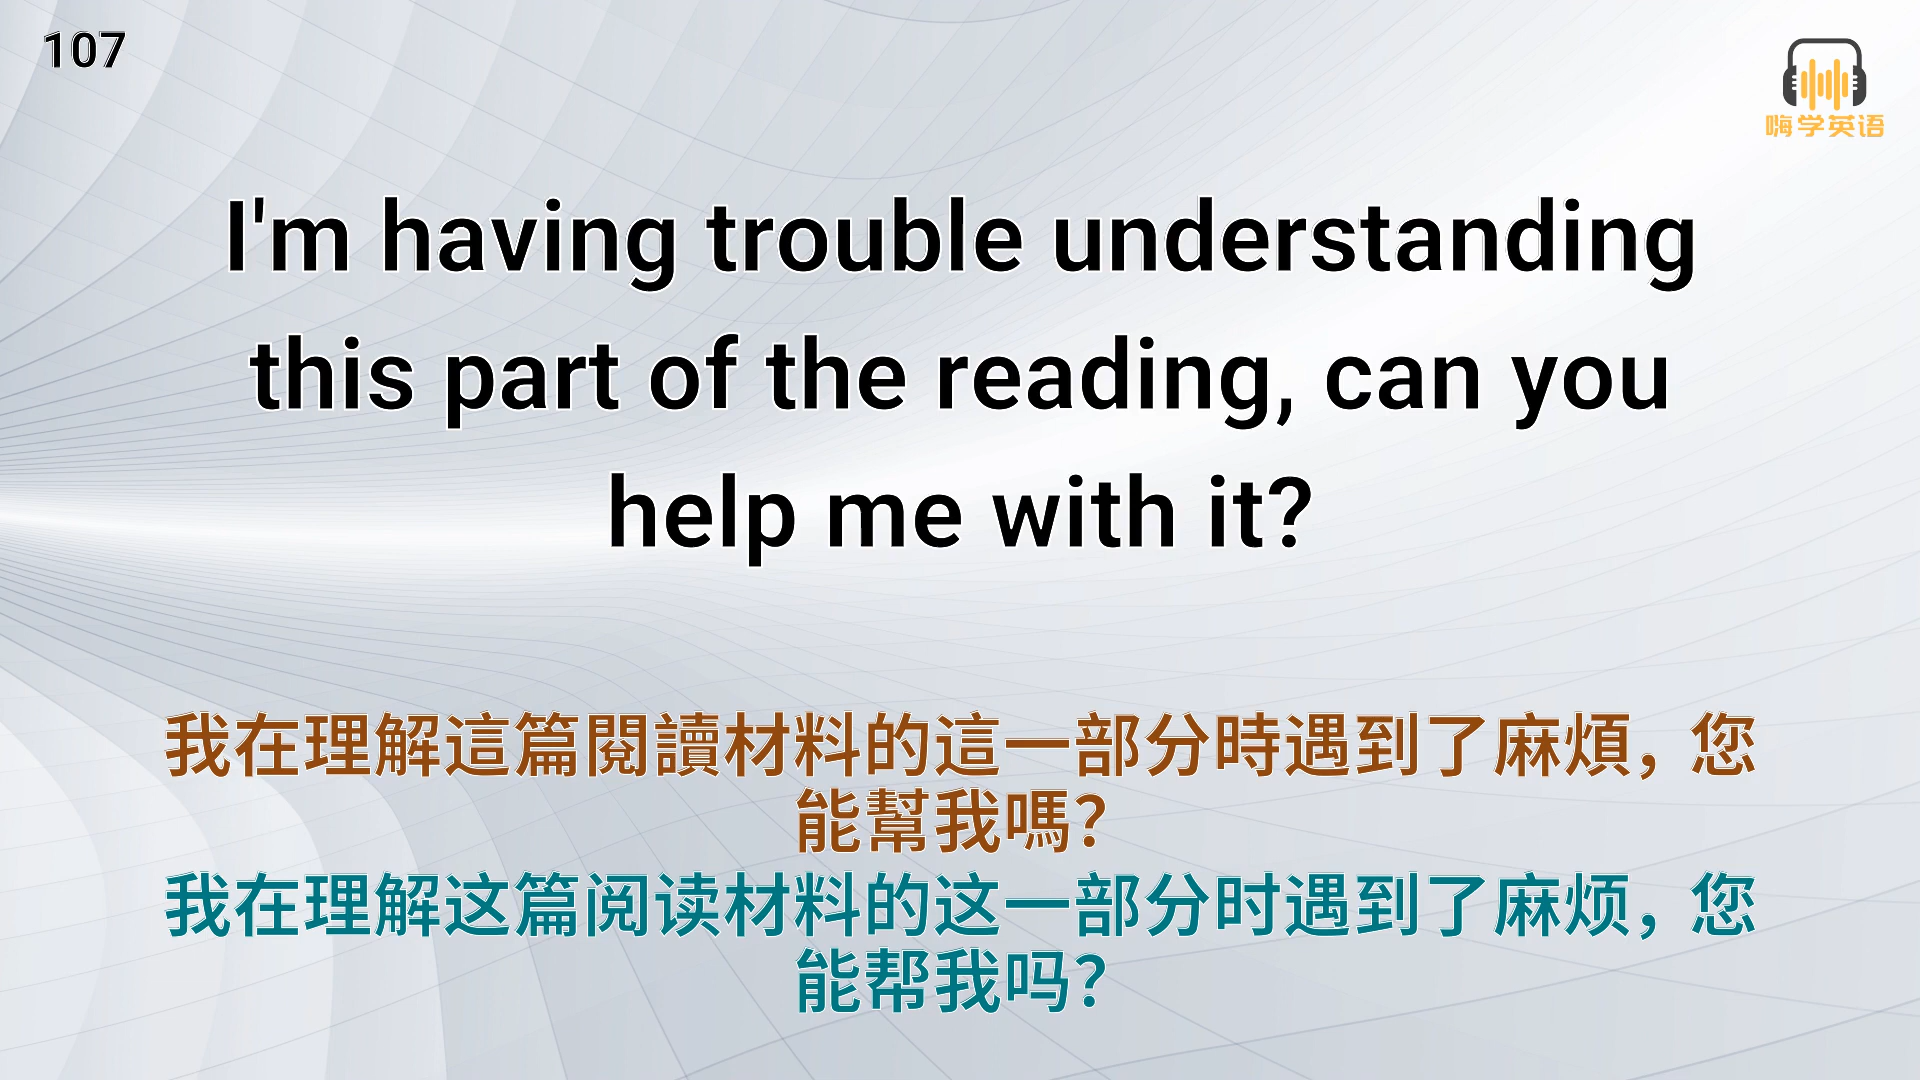 107
嗨学英语
I'm having trouble understanding
this part of the reading, can you
help me with it?
我在理解這篇閱讀材料的這一部分時遇到了麻煩，您
能幫我嗎？
我在理解这篇阅读材料的这一部分时遇到了麻烦，您
能帮我吗？